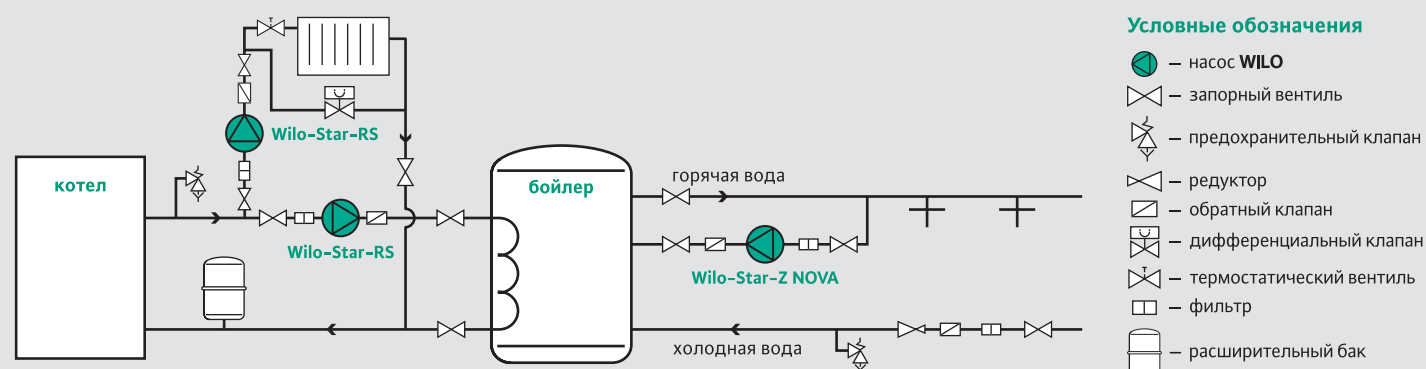 Wilo-Star-RS
котел
бойлер
горячая вода
Wilo-Star-RS
Wilo-Star-Z NOVA
холодная вода
Условные обозначения
– насос WILO
– запорный вентиль
– предохранительный клапан
– редуктор
– обратный клапан
– дифференциальный клапан
– термостатический вентиль
– фильтр
– расширительный бак